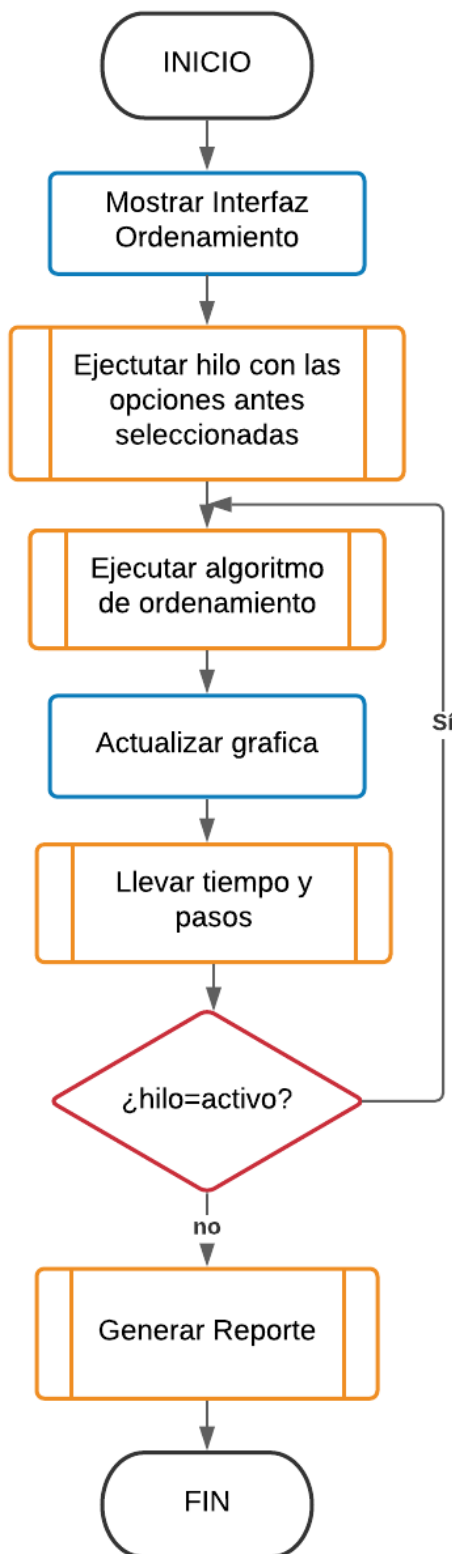 INICIO
Mostrar Interfaz
Ordenamiento
Ejectutar hilo con las
opciones antes
seleccionadas
Ejecutar algoritmo
de ordenamiento
Actualizar grafica
Sí
Llevar tiempo y
pasos
¿hilo=activo?
no
Generar Reporte
FIN